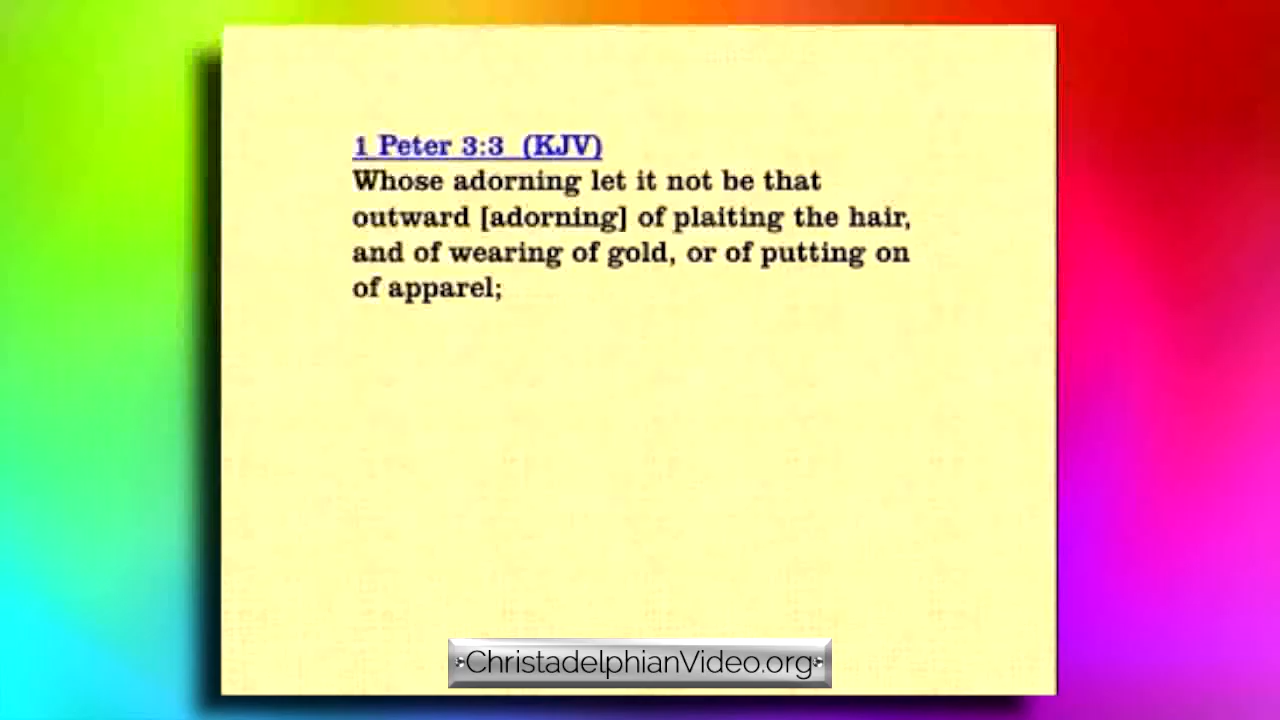 1 Peter 3:3 (KJV)
Whose adorning let it not be that
outward [adorning] of plaiting the hair,
and of wearing of gold, or of putting on
of apparel;
ChristadelphianVideo.org